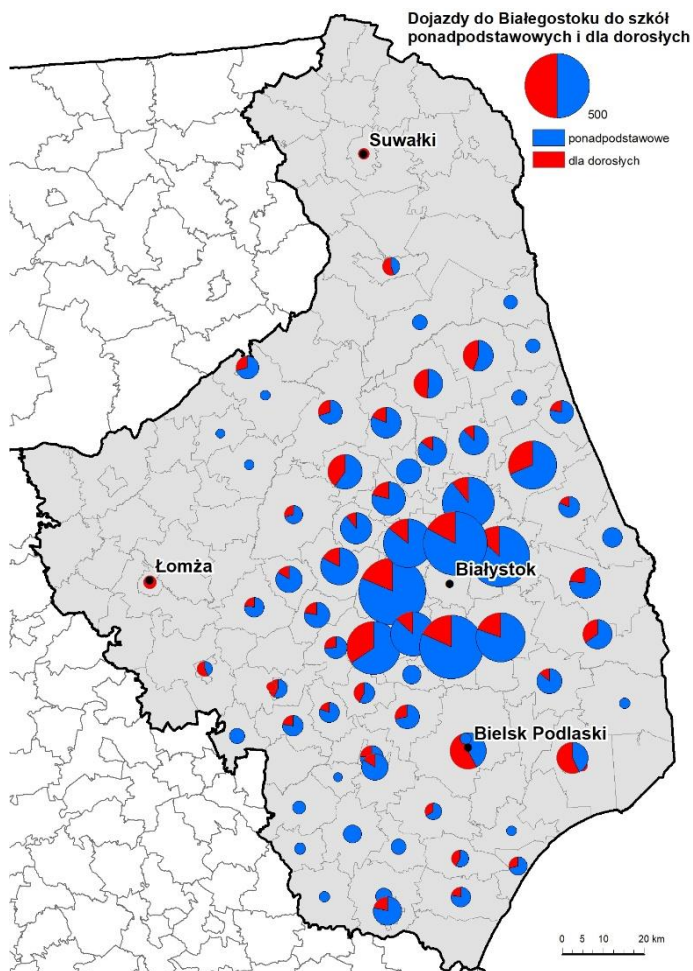 Dojazdy do Białegostoku do szkół
ponadpodstawowych i dla dorosłych
500
ponadpodstawowe
dla dorosłych
Suwałki
Łomża
Białystok
Bielsk Podlaski
0 5 10 20 km